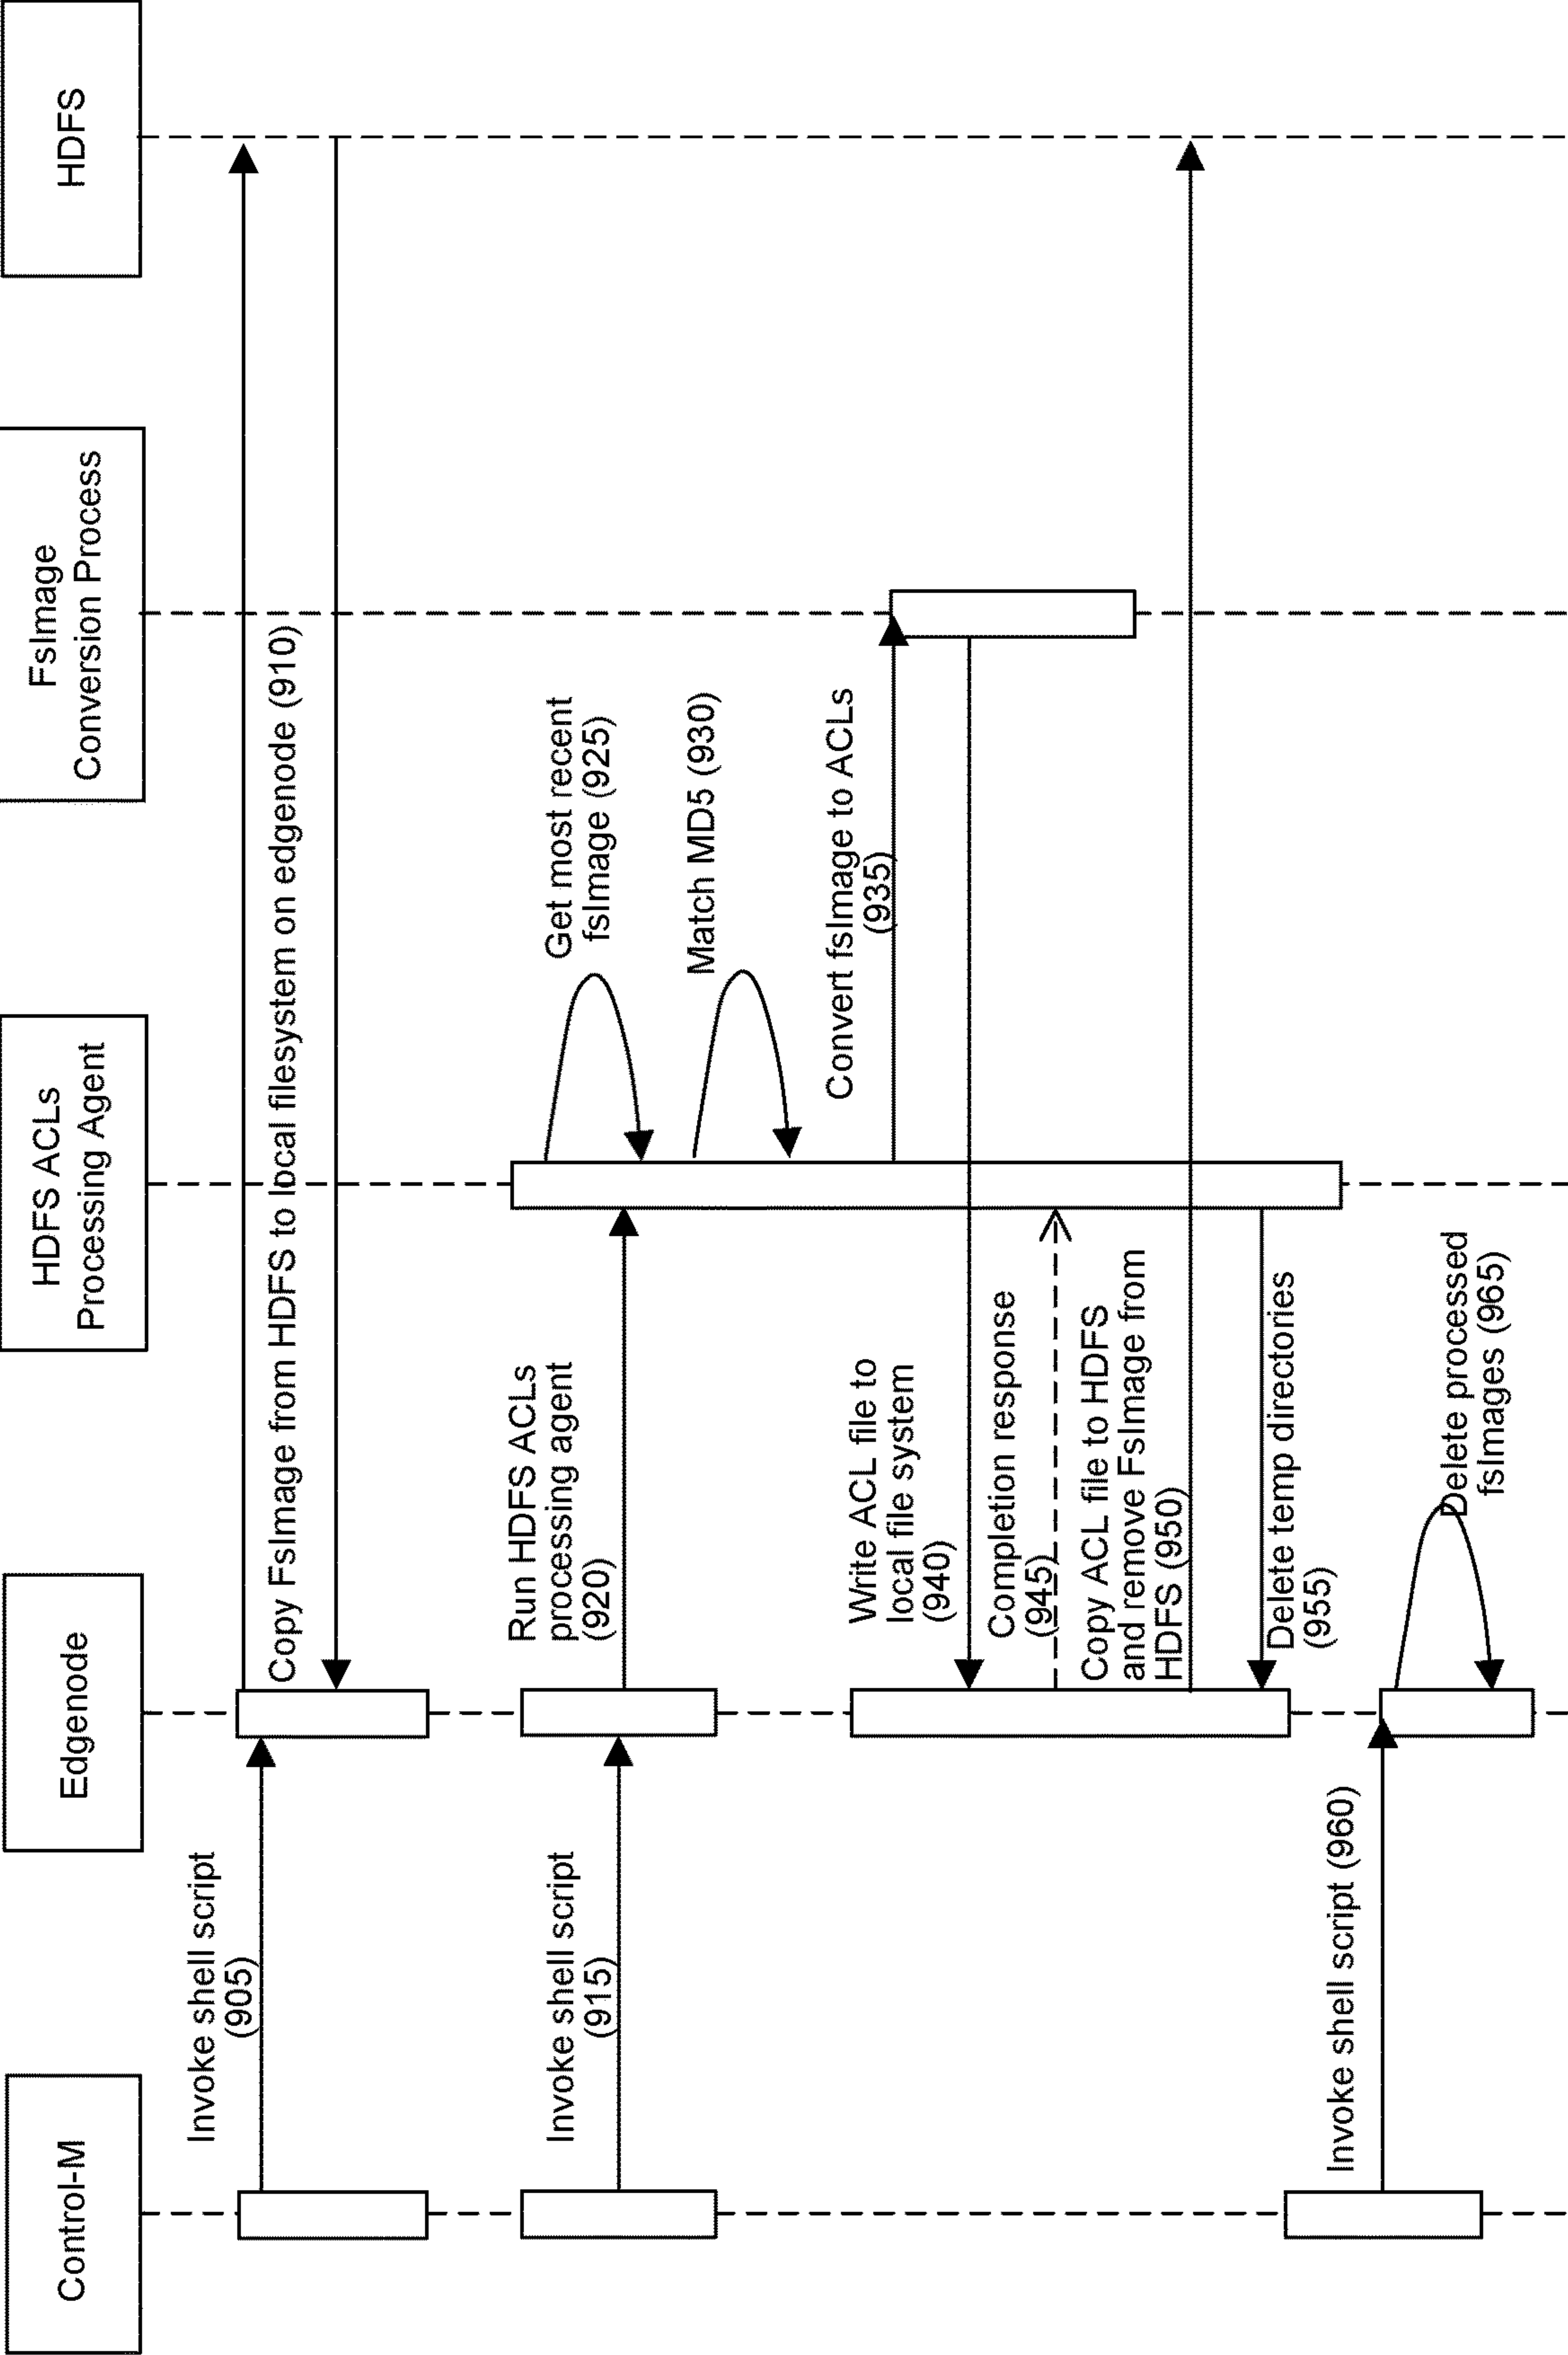 Control-M
Edgenode
HDFS ACLs
Processing Agent
FsImage
Conversion Process
HDFS
Invoke shell script
(905)
Copy FsImage from HDFS to local filesystem on edgenode (910)
Invoke shell script
(915)
Run HDFS ACLs
processing agent
(920)
Get most recent
fsImage (925)
Match MD5 (930)
Convert fsImage to ACLs
(935)
Write ACL file to
local file system
(940)
Completion response
(945)
Copy ACL file to HDFS
and remove FsImage from
HDFS (950)
Delete temp directories
(955)
Invoke shell script (960)
Delete processed
fsImages (965)